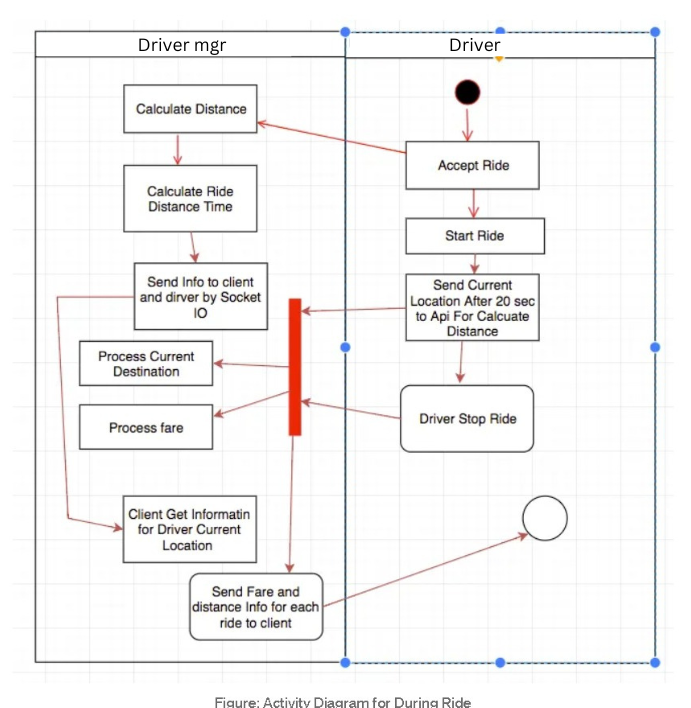 Driver mgr
Driver
Calculate Distance
Accept Ride
Calculate Ride
Distance Time
Start Ride
Send Info to client
and dirver by Socket
IO
Send Current
Location After 20 sec
to Api For Calcuate
Distance
Process Current
Destination
Process fare
Driver Stop Ride
Client Get Informatin
for Driver Current
Location
Send Fare and
distance Info for each
ride to client
Figure: Activity Diagram for During Ride